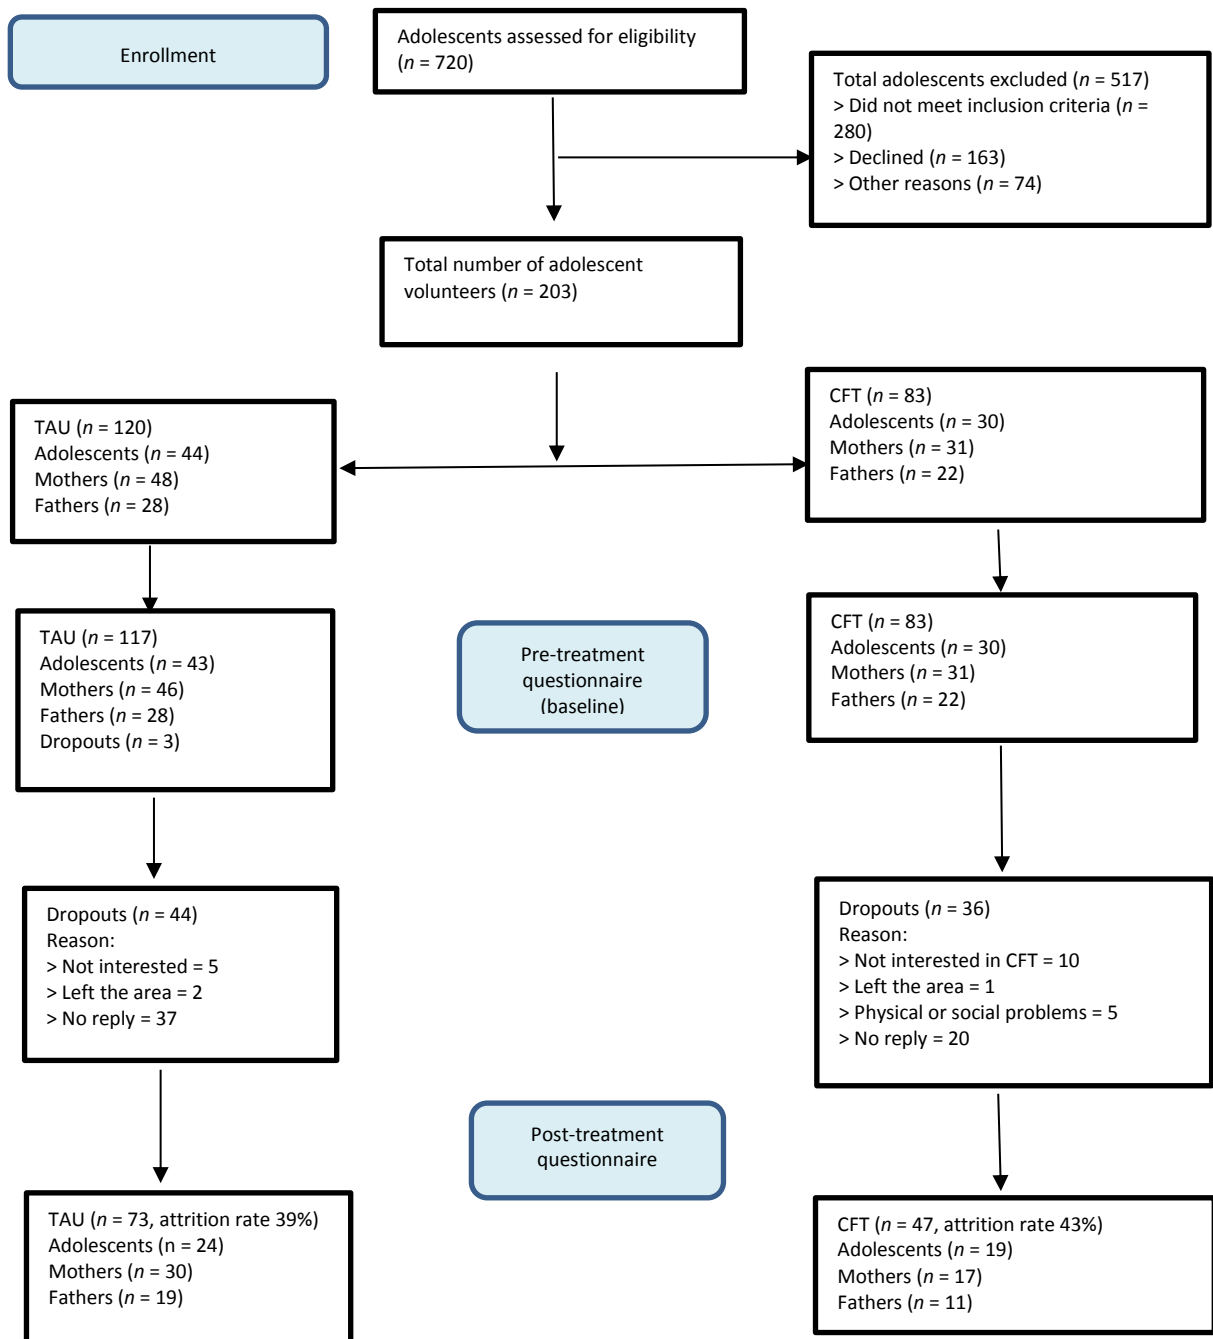 Enrollment
Adolescents assessed for eligibility
(n = 720)
Total adolescents excluded (n = 517)
> Did not meet inclusion criteria (n =
280)
> Declined (n = 163)
> Other reasons (n = 74)
Total number of adolescent
volunteers (n = 203)
TAU (n = 120)
Adolescents (n = 44)
Mothers (n = 48)
Fathers (n = 28)
CFT (n = 83)
Adolescents (n = 30)
Mothers (n = 31)
Fathers (n = 22)
TAU (n = 117)
Adolescents (n = 43)
Mothers (n = 46)
Fathers (n = 28)
Dropouts (n = 3)
Pre-treatment
questionnaire
(baseline)
CFT (n = 83)
Adolescents (n = 30)
Mothers (n = 31)
Fathers (n = 22)
Dropouts (n = 44)
Reason:
> Not interested = 5
> Left the area = 2
> No reply = 37
Dropouts (n = 36)
Reason:
> Not interested in CFT = 10
> Left the area = 1
> Physical or social problems = 5
> No reply = 20
Post-treatment
questionnaire
TAU (n = 73, attrition rate 39%)
Adolescents (n = 24)
Mothers (n = 30)
Fathers (n = 19)
CFT (n = 47, attrition rate 43%)
Adolescents (n = 19)
Mothers (n = 17)
Fathers (n = 11)